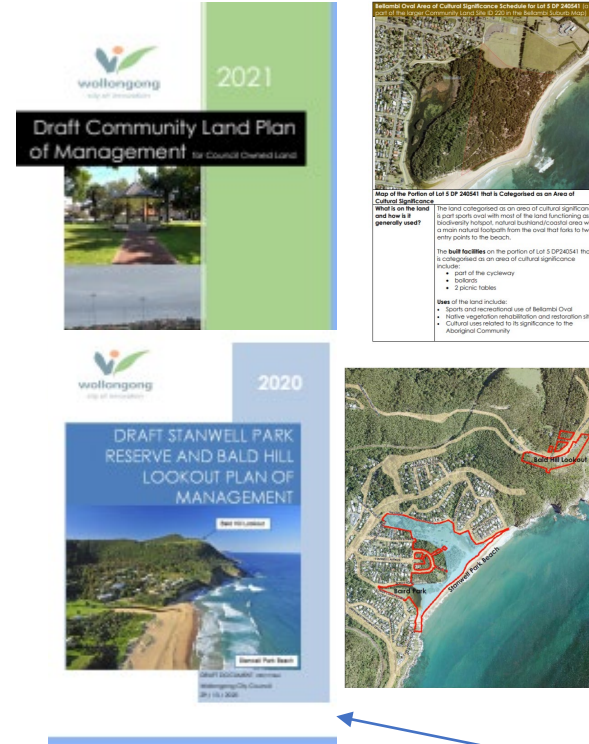 wollongong
city of innovation
2021
Draft Community Land Plan
of Management for Council Owned Land
Bellambi Oval Area of Cultural Significance Schedule for Lot 5 DP 240541 (a
part of the larger Community Land Site ID 220 in the Bellambi Suburb Map)
Map of the Portion of Lot 5 DP 240541 that is Categorised as an Area of
Cultural Significance
What is on the land
and how is it
generally used?
The land categorised as an area of cultural significan
is part sports oval with most of the land functioning as
biodiversity hotspot, natural bushland/coastal area w
a main natural footpath from the oval that forks to tw
entry points to the beach.
The built facilities on the portion of Lot 5 DP240541 tha
is categorised as an area of cultural significance
include:
• part of the cycleway
• bollards
• 2 picnic tables
Uses of the land include:
• Sports and recreational use of Bellambi Oval
• Native vegetation rehabilitation and restoration sit
• Cultural uses related to its significance to the
Aboriginal Community
wollongong
city of innovation
2020
DRAFT STANWELL PARK
RESERVE AND BALD HILL
LOOKOUT PLAN OF
MANAGEMENT
Bald Hill Lookout
Stanwell Park Beach
DRAFT DOCUMENT
Wollongong City Council
29 / 10 / 2020
Bald Hill Lookout
Stanwell Park Beach
Baird Park